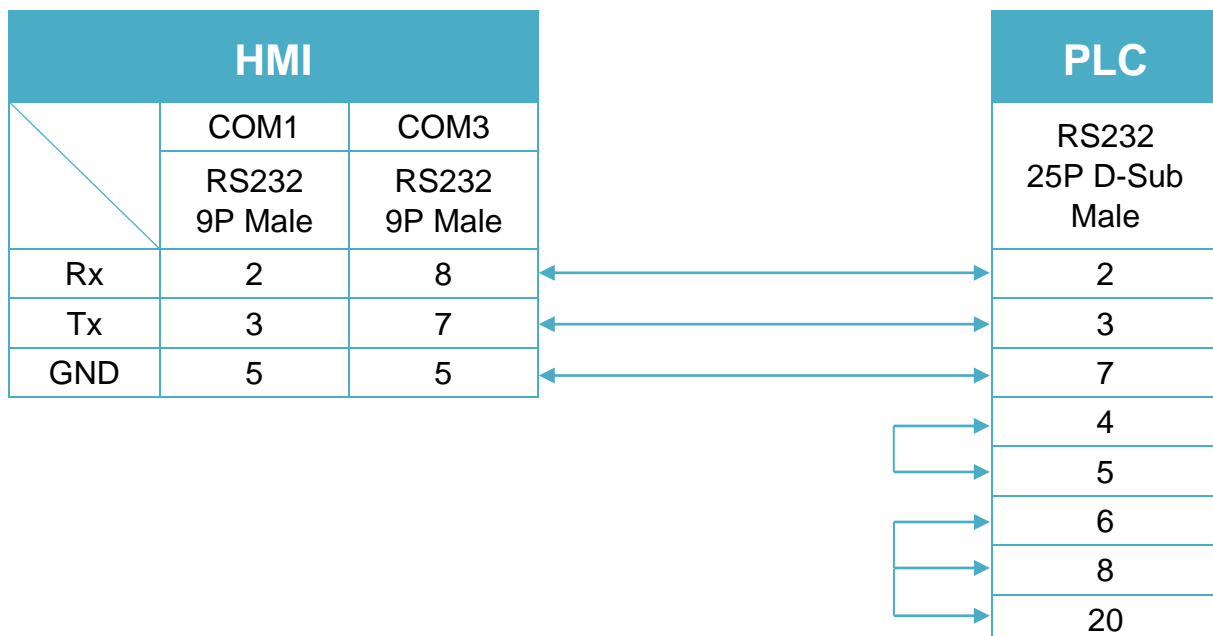 HMI
PLC
COM1 COM3
RS232
9P Male
RS232
9P Male
RS232
25P D-Sub
Male
Rx 2 8 2
Tx 3 7 3
GND 5 5 7
4
5
6
8
20